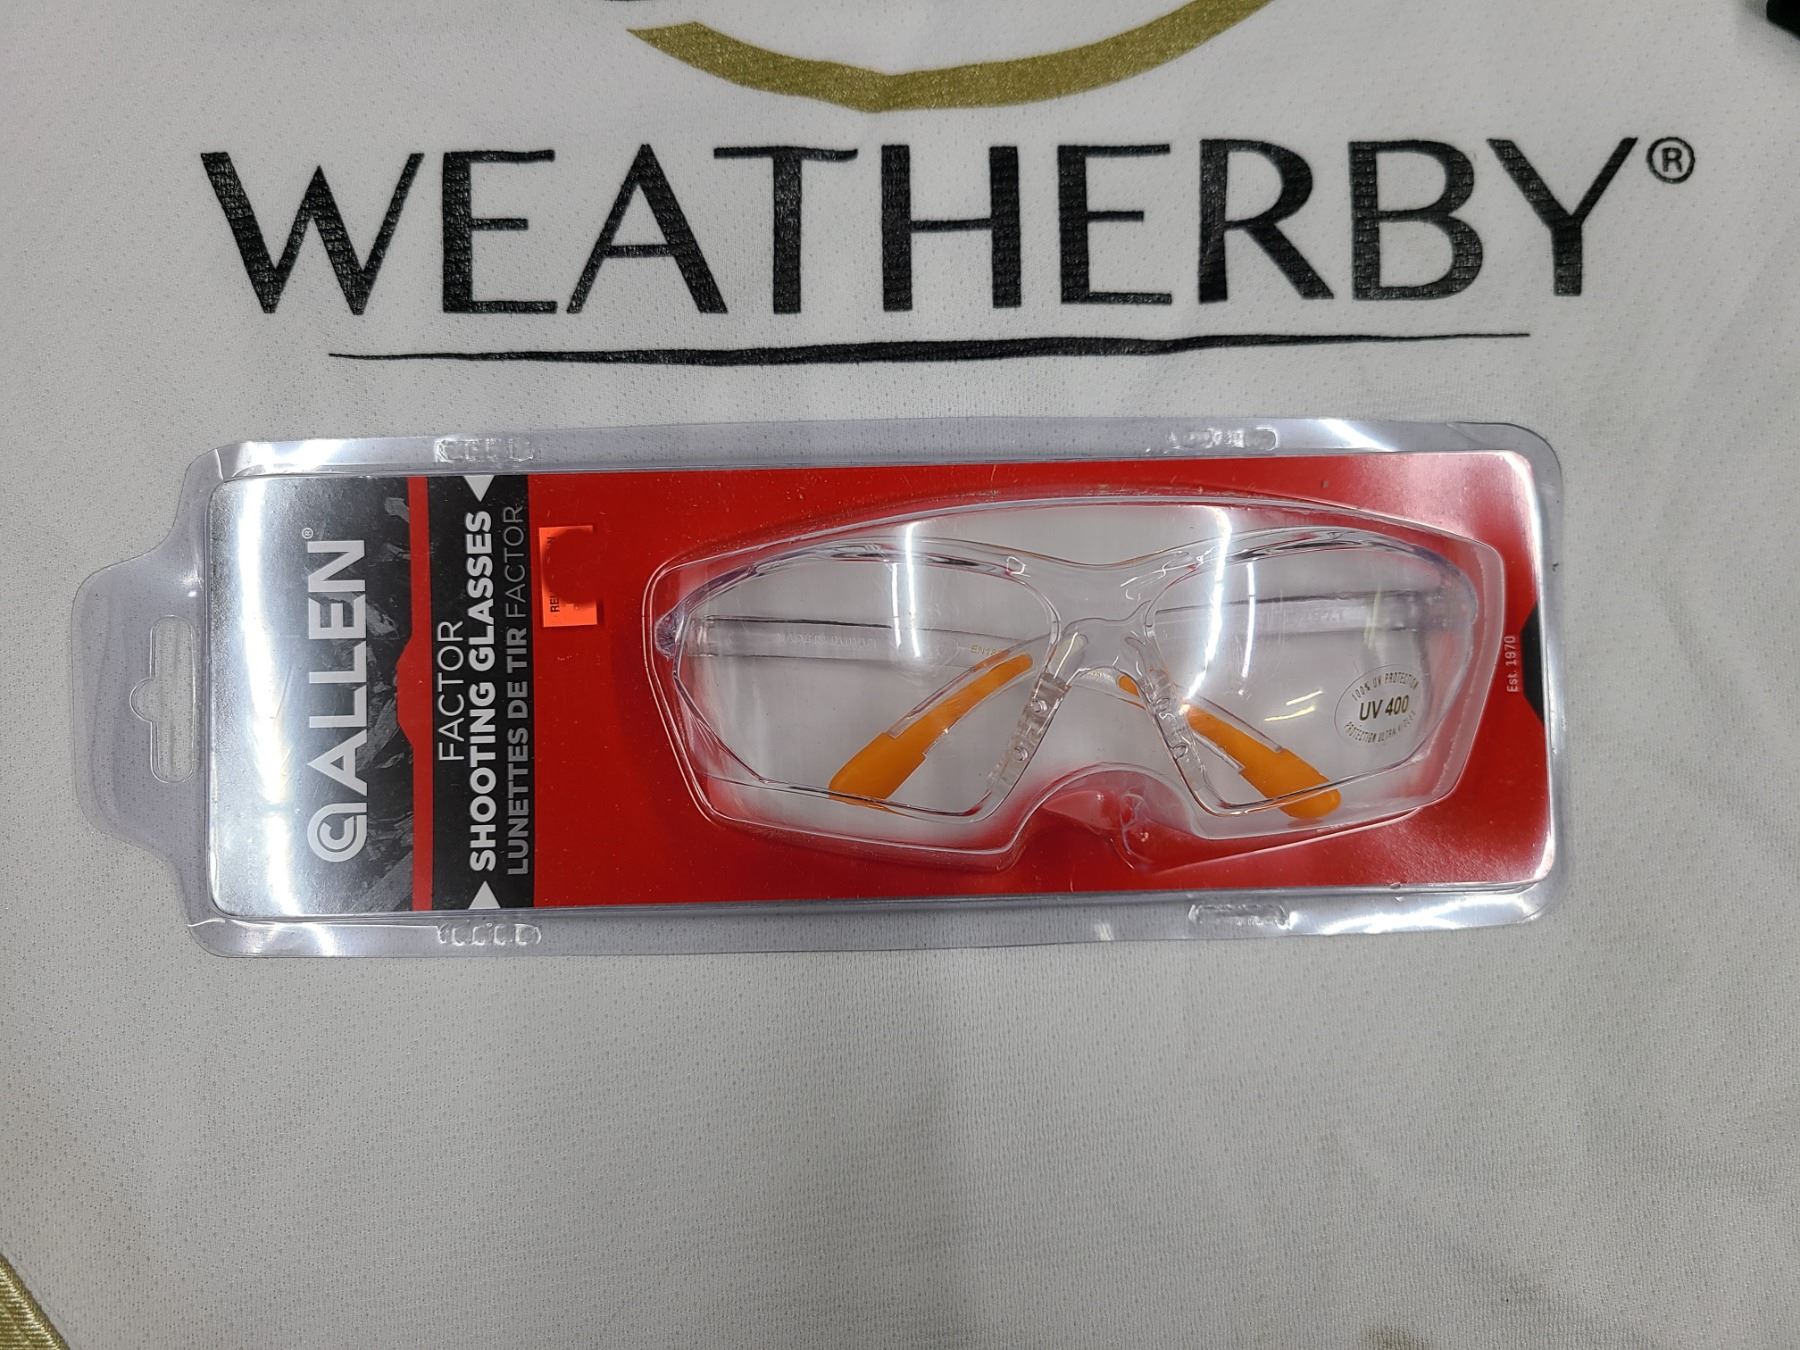 WEATHERBY®
ALLEN®
FACTOR
SHOOTING GLASSES
LUNETTES DE TIR FACTOR
100% UV PROTECTION
UV 400
Est. 1970